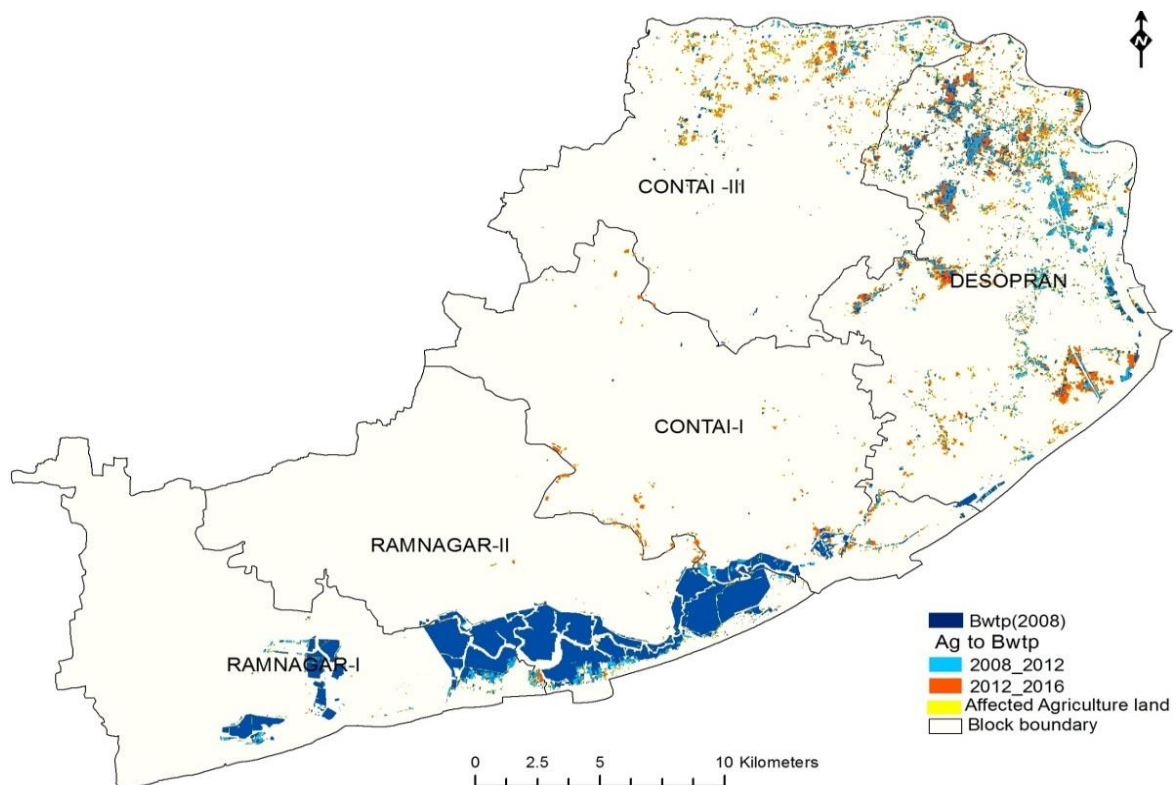 N
CONTAI -III
DESOPRAN
CONTAI-I
RAMNAGAR-II
RAMNAGAR-I
Bwtp(2008)
Ag to Bwtp
2008_2012
2012_2016
Affected Agriculture land
Block boundary
0 2.5 5 10 Kilometers